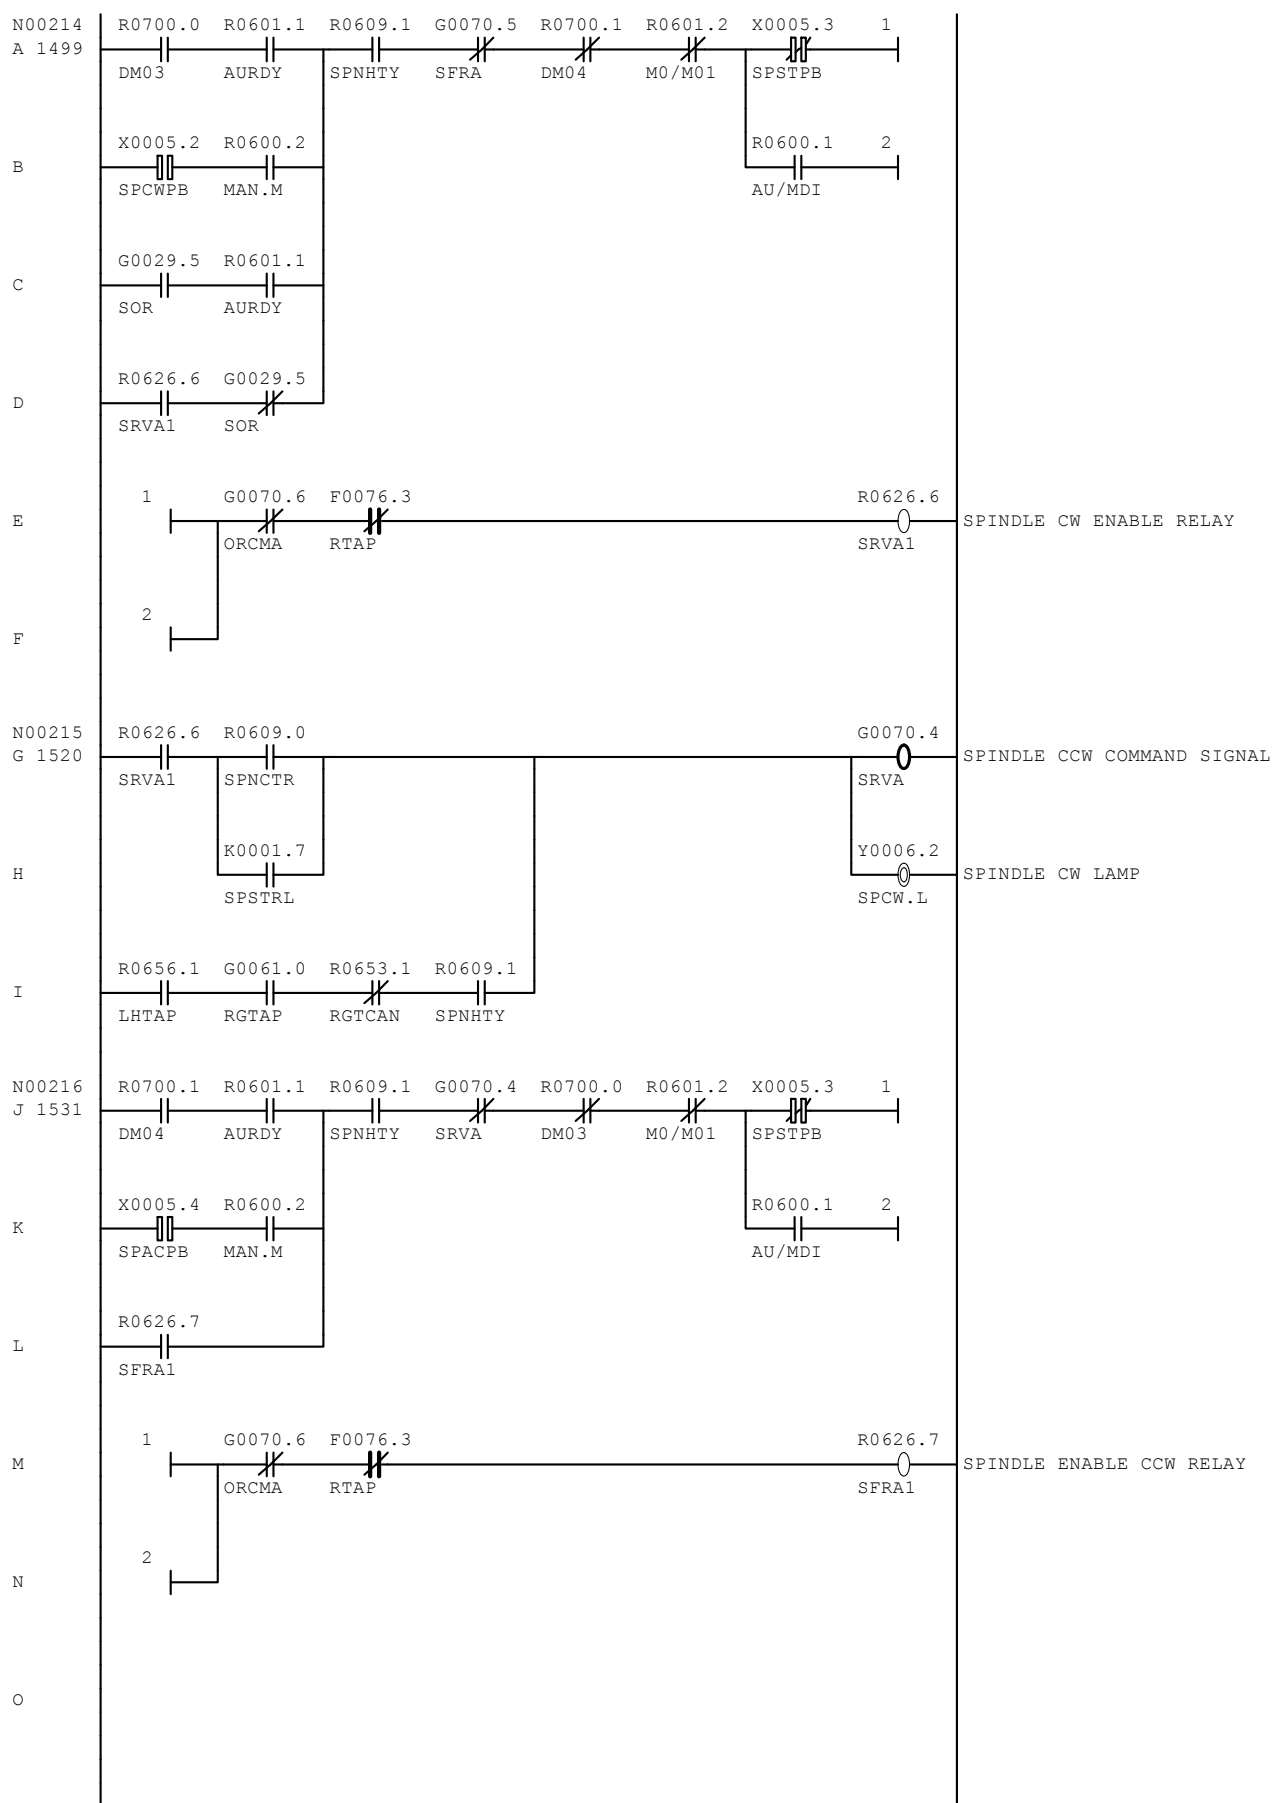 N00214 R0700.0 R0601.1 R0609.1 G0070.5 R0700.1 R0601.2 X0005.3 1
A 1499
DM03 AURDY SPNHTY SFRA DM04 M0/M01 SPSTPB
X0005.2 R0600.2 R0600.1 2
B
SPCWPB MAN.M AU/MDI
G0029.5 R0601.1
C
SOR AURDY
R0626.6 G0029.5
D
SRVA1 SOR
1 G0070.6 F0076.3 R0626.6
E SPINDLE CW ENABLE RELAY
ORCMA RTAP SRVA1
2
F
N00215 R0626.6 R0609.0 G0070.4
G 1520 SPINDLE CCW COMMAND SIGNAL
SRVA1 SPNCTR SRVA
K0001.7 Y0006.2
H SPINDLE CW LAMP
SPSTRL SPCW.L
R0656.1 G0061.0 R0653.1 R0609.1
I
LHTAP RGTAP RGTCAN SPNHTY
N00216 R0700.1 R0601.1 R0609.1 G0070.4 R0700.0 R0601.2 X0005.3 1
J 1531
DM04 AURDY SPNHTY SRVA DM03 M0/M01 SPSTPB
X0005.4 R0600.2 R0600.1 2
K
SPACPB MAN.M AU/MDI
R0626.7
L
SFRA1
1 G0070.6 F0076.3 R0626.7
M SPINDLE ENABLE CCW RELAY
ORCMA RTAP SFRA1
2
N
O